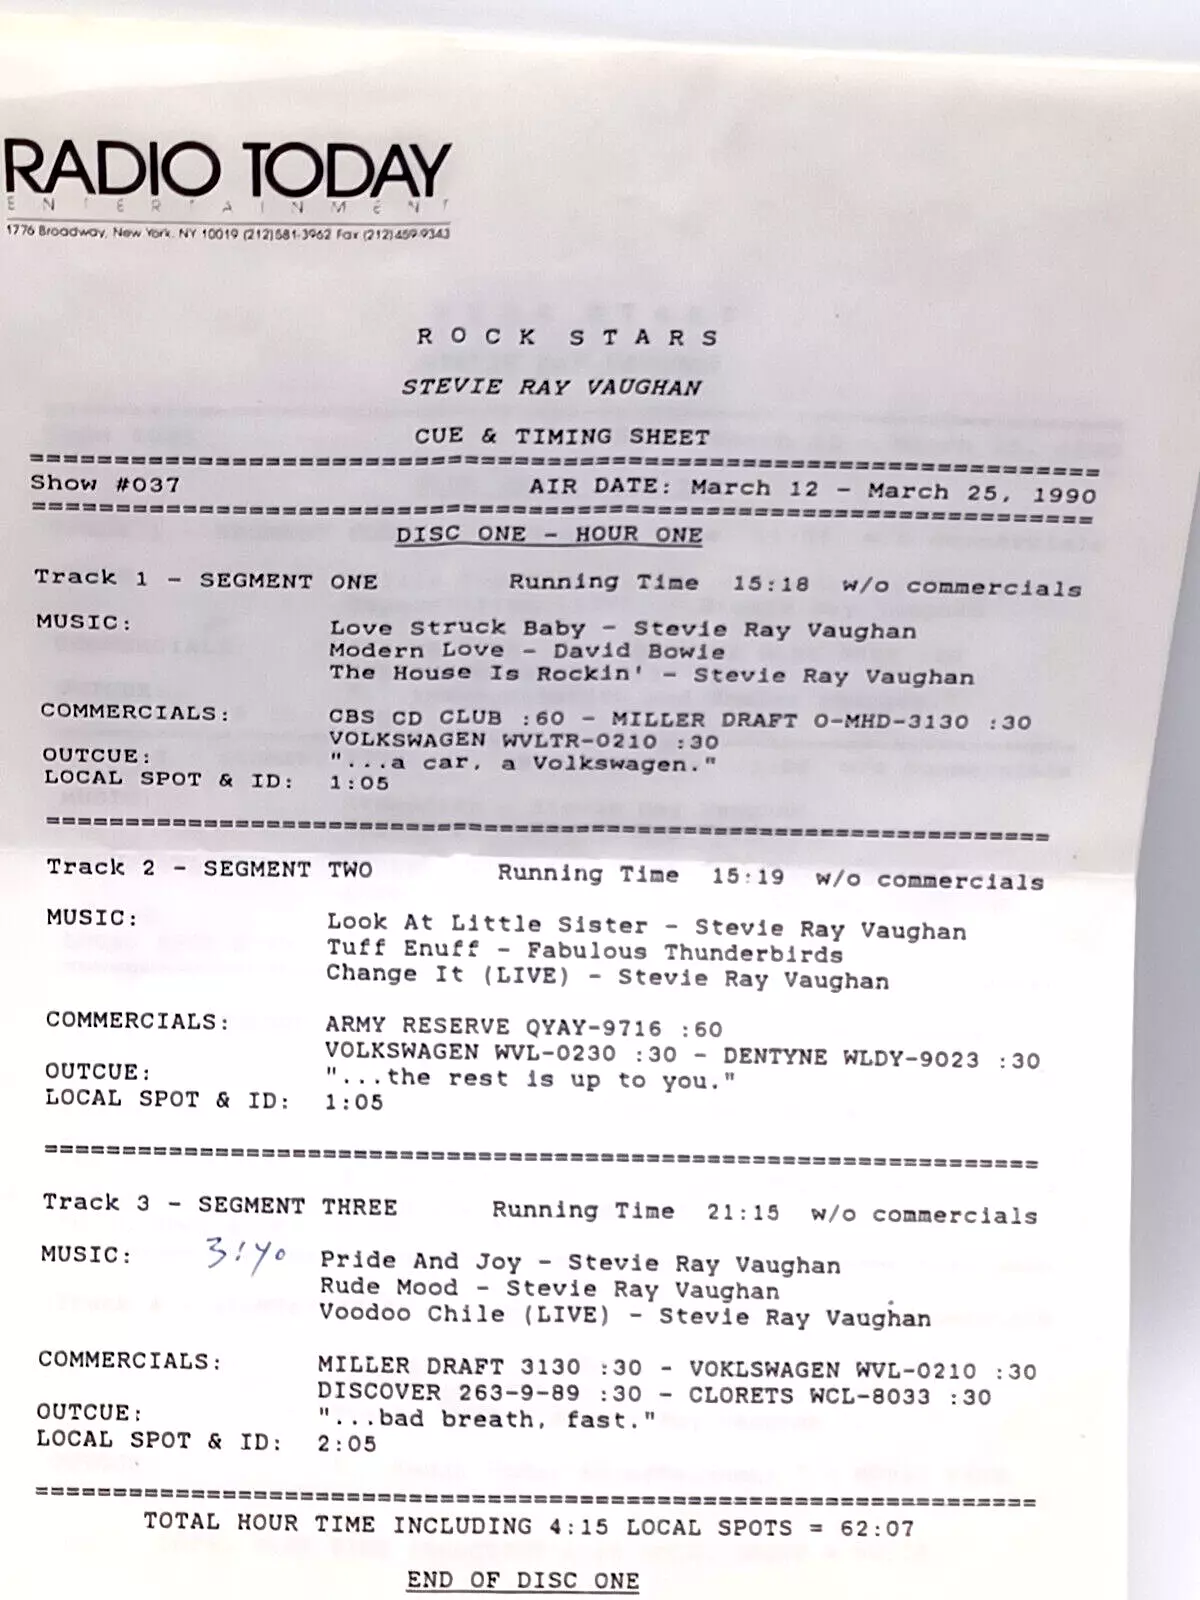 RADIO TODAY
ENTERTAINMENT
1776 Broadway, New York, NY 10019 (212)581-3962 Fax (212)459-9343
ROCK STARS
STEVIE RAY VAUGHAN
CUE & TIMING SHEET
Show #037 AIR DATE: March 12 - March 25, 1990
DISC ONE - HOUR ONE
Track 1 - SEGMENT ONE Running Time 15:18 w/o commercials
MUSIC: Love Struck Baby - Stevie Ray Vaughan
Modern Love - David Bowie
The House Is Rockin' - Stevie Ray Vaughan
COMMERCIALS: CBS CD CLUB :60 - MILLER DRAFT O-MHD-3130 :30
VOLKSWAGEN WVLTR-0210 :30
OUTCUE: "...a car, a Volkswagen."
LOCAL SPOT & ID: 1:05
Track 2 - SEGMENT TWO Running Time 15:19 w/o commercials
MUSIC: Look At Little Sister - Stevie Ray Vaughan
Tuff Enuff - Fabulous Thunderbirds
Change It (LIVE) - Stevie Ray Vaughan
COMMERCIALS: ARMY RESERVE QYAY-9716 :60
VOLKSWAGEN WVL-0230 :30 - DENTYNE WLDY-9023 :30
OUTCUE: "...the rest is up to you."
LOCAL SPOT & ID: 1:05
Track 3 - SEGMENT THREE Running Time 21:15 w/o commercials
MUSIC: 3:40 Pride And Joy - Stevie Ray Vaughan
Rude Mood - Stevie Ray Vaughan
Voodoo Chile (LIVE) - Stevie Ray Vaughan
COMMERCIALS: MILLER DRAFT 3130 :30 - VOKLSWAGEN WVL-0210 :30
DISCOVER 263-9-89 :30 - CLORETS WCL-8033 :30
OUTCUE: "...bad breath, fast."
LOCAL SPOT & ID: 2:05
TOTAL HOUR TIME INCLUDING 4:15 LOCAL SPOTS = 62:07
END OF DISC ONE